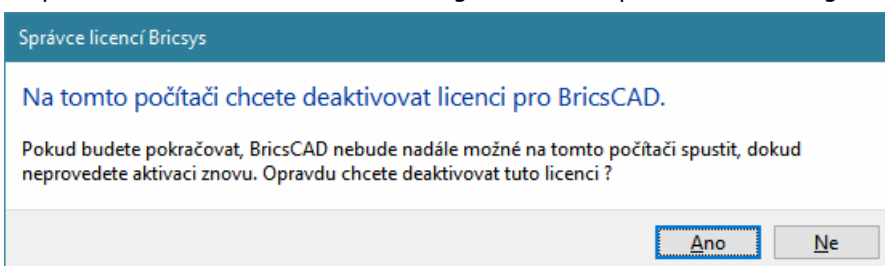 Správce licencí Bricsys
Na tomto počítači chcete deaktivovat licenci pro BricsCAD.
Pokud budete pokračovat, BricsCAD nebude nadále možné na tomto počítači spustit, dokud
neprovedete aktivaci znovu. Opravdu chcete deaktivovat tuto licenci ?
Ano Ne